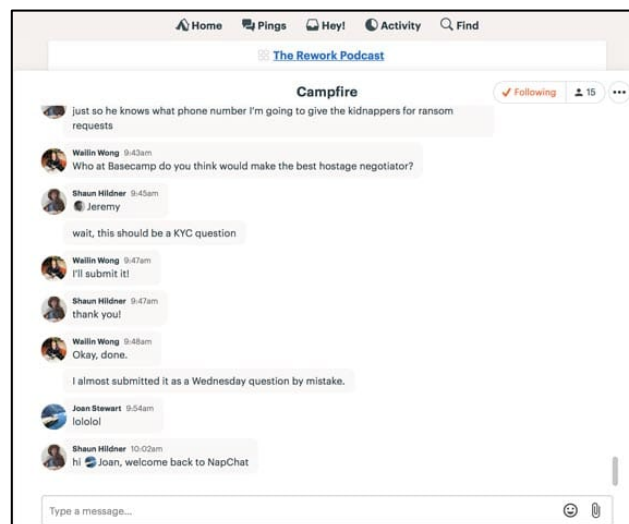 Home Pings Hey! Activity Find
The Rework Podcast
Campfire
Following 15
just so he knows what phone number I'm going to give the kidnappers for ransom
requests
Wailin Wong 9:43am
Who at Basecamp do you think would make the best hostage negotiator?
Shaun Hildner 9:45am
Jeremy
wait, this should be a KYC question
Wailin Wong 9:47am
I'll submit it!
Shaun Hildner 9:47am
thank you!
Wailin Wong 9:48am
Okay, done.
I almost submitted it as a Wednesday question by mistake.
Joan Stewart 9:54am
lololol
Shaun Hildner 10:02am
hi Joan, welcome back to NapChat
Type a message...